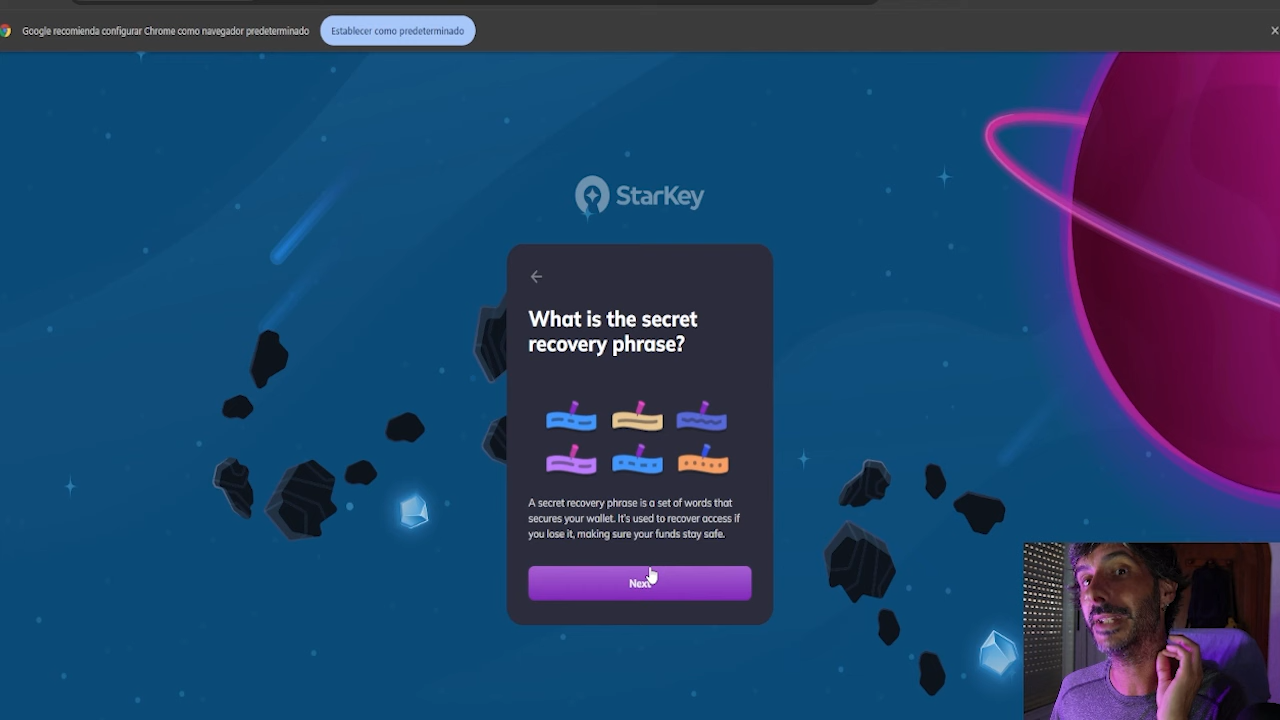 Google recomienda configurar Chrome como navegador predeterminado
Establecer como predeterminado
StarKey
What is the secret
recovery phrase?
A secret recovery phrase is a set of words that
secures your wallet. It's used to recover access if
you lose it, making sure your funds stay safe.
Next